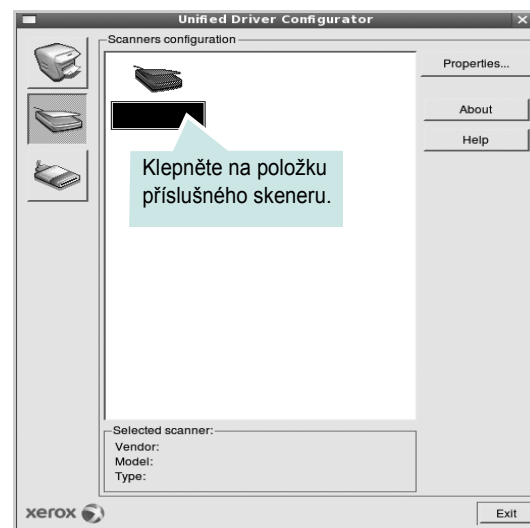 Unified Driver Configurator
Scanners configuration
Properties...
About
Help
Klepněte na položku
příslušného skeneru.
Selected scanner:
Vendor:
Model:
Type:
xerox
Exit